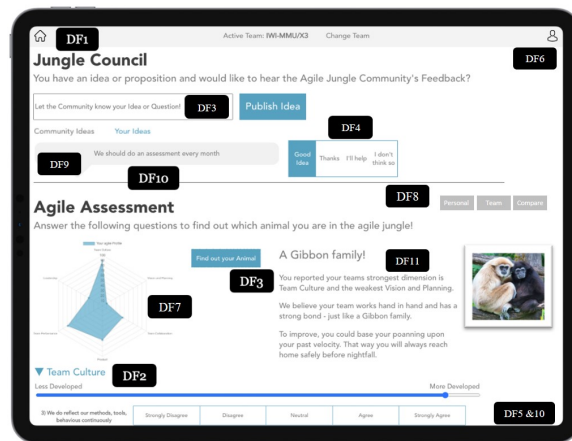 DF1
Active Team: IWI-MMU/X3 Change Team
Jungle Council
DF6
You have an idea or proposition and would like to hear the Agile Jungle Community's Feedback?
Let the Community know your Idea or Question!
DF3
Publish Idea
Community Ideas Your Ideas
DF4
We should do an assessment every month
DF9
DF10
Good Idea
Thanks
I'll help
I don't think so
DF8
Personal Team Compare
Agile Assessment
Answer the following questions to find out which animal you are in the agile jungle!
Your Agile Profile
Team Culture
Find out your Animal
DF3
DF7
A Gibbon family!
DF11
You reported your teams strongest dimension is
Team Culture and the weakest Vision and Planning.
We believe your team works hand in hand and has a
strong bond - just like a Gibbon family.
To improve, you could base your poanning upon
your past velocity. That way you will always reach
home safely before nightfall.
▼ Team Culture
DF2
Less Developed More Developed
3) We do reflect our methods, tools,
behaviour continuously
Strongly Disagree Disagree Neutral Agree Strongly Agree
DF5 &10